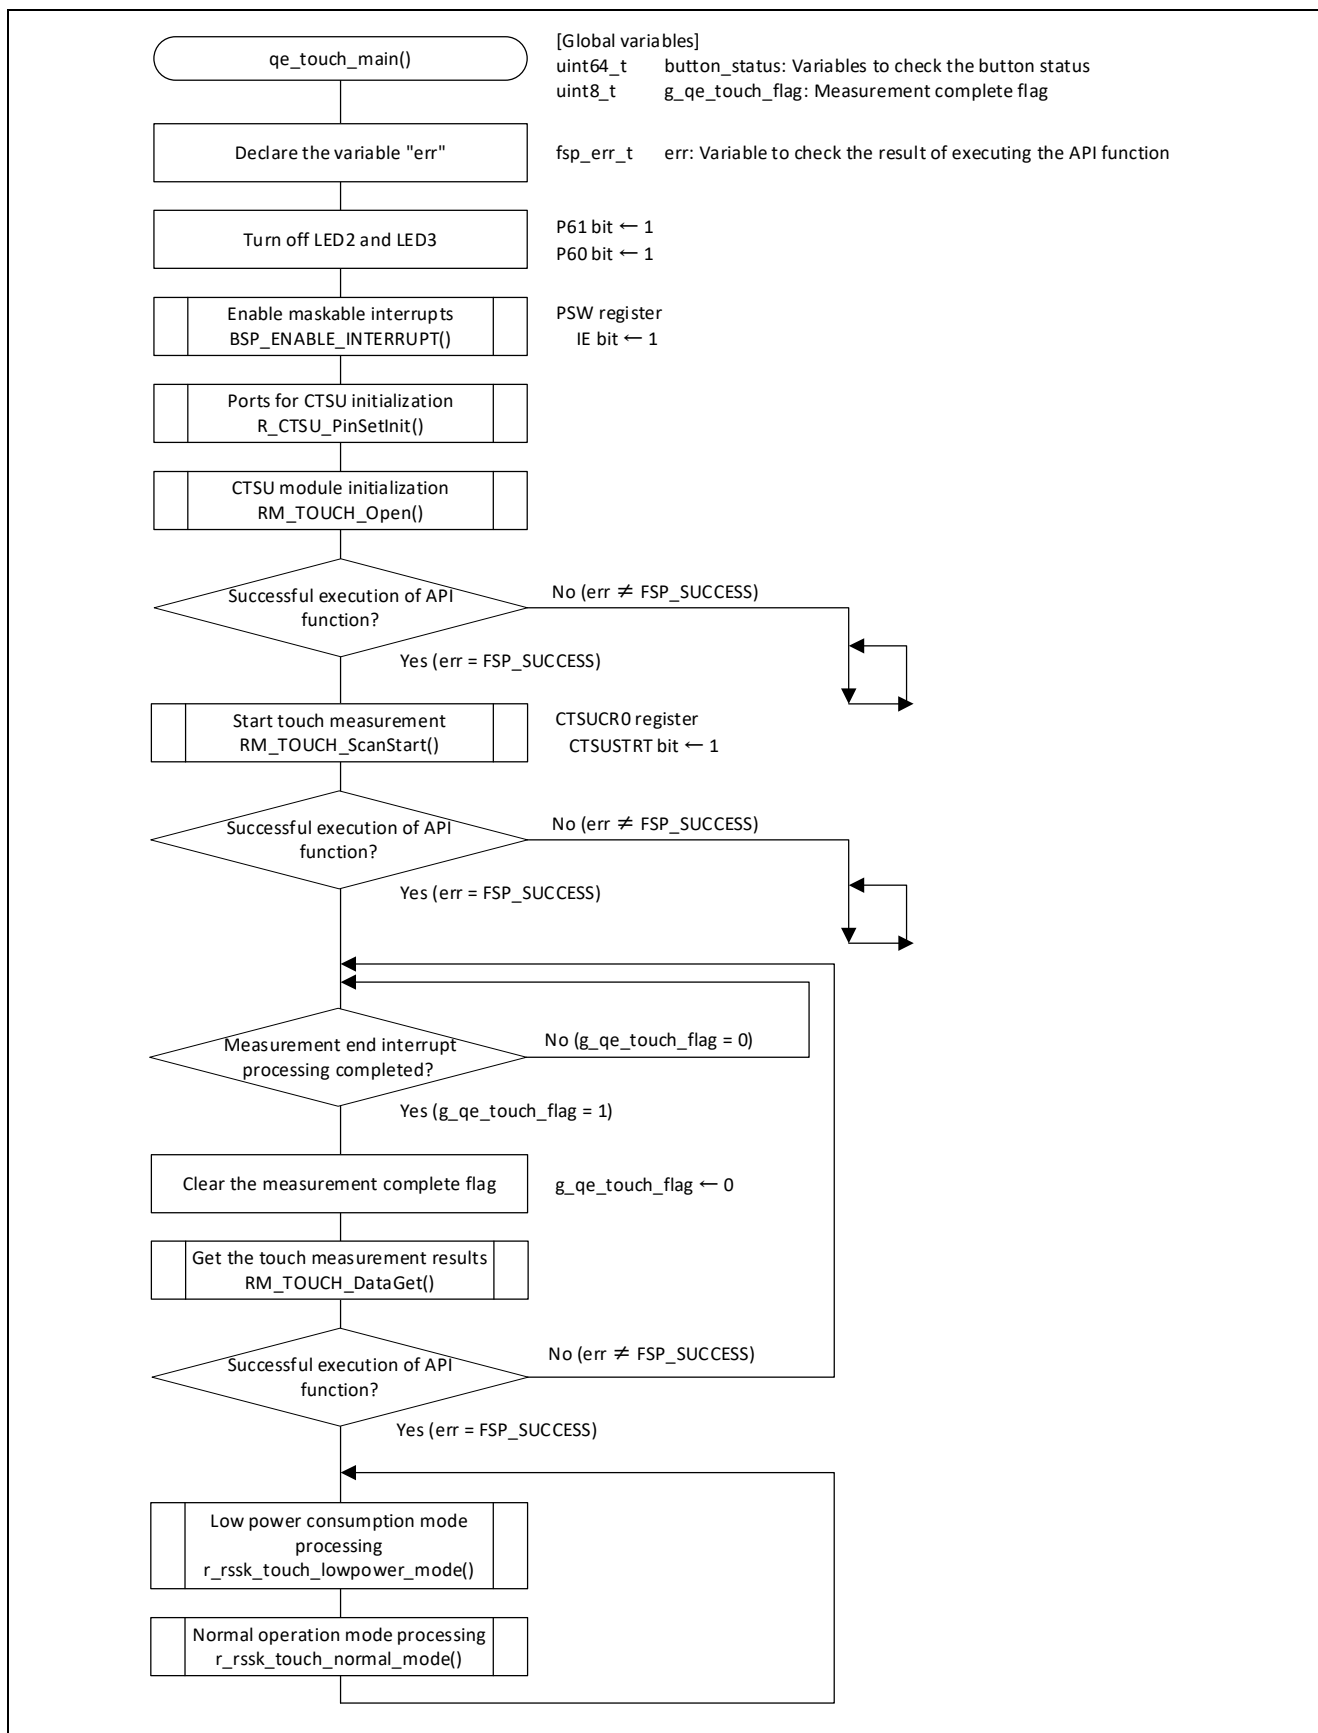 qe_touch_main()
[Global variables]
uint64_t button_status: Variables to check the button status
uint8_t g_qe_touch_flag: Measurement complete flag
Declare the variable "err"
fsp_err_t err: Variable to check the result of executing the API function
Turn off LED2 and LED3
P61 bit ← 1
P60 bit ← 1
Enable maskable interrupts
BSP_ENABLE_INTERRUPT()
PSW register
IE bit ← 1
Ports for CTSU initialization
R_CTSU_PinSetInit()
CTSU module initialization
RM_TOUCH_Open()
Successful execution of API
function?
No (err ≠ FSP_SUCCESS)
Yes (err = FSP_SUCCESS)
Start touch measurement
RM_TOUCH_ScanStart()
CTSUCR0 register
CTSUSTRT bit ← 1
Successful execution of API
function?
No (err ≠ FSP_SUCCESS)
Yes (err = FSP_SUCCESS)
Measurement end interrupt
processing completed?
No (g_qe_touch_flag = 0)
Yes (g_qe_touch_flag = 1)
Clear the measurement complete flag
g_qe_touch_flag ← 0
Get the touch measurement results
RM_TOUCH_DataGet()
Successful execution of API
function?
No (err ≠ FSP_SUCCESS)
Yes (err = FSP_SUCCESS)
Low power consumption mode
processing
r_rssk_touch_lowpower_mode()
Normal operation mode processing
r_rssk_touch_normal_mode()